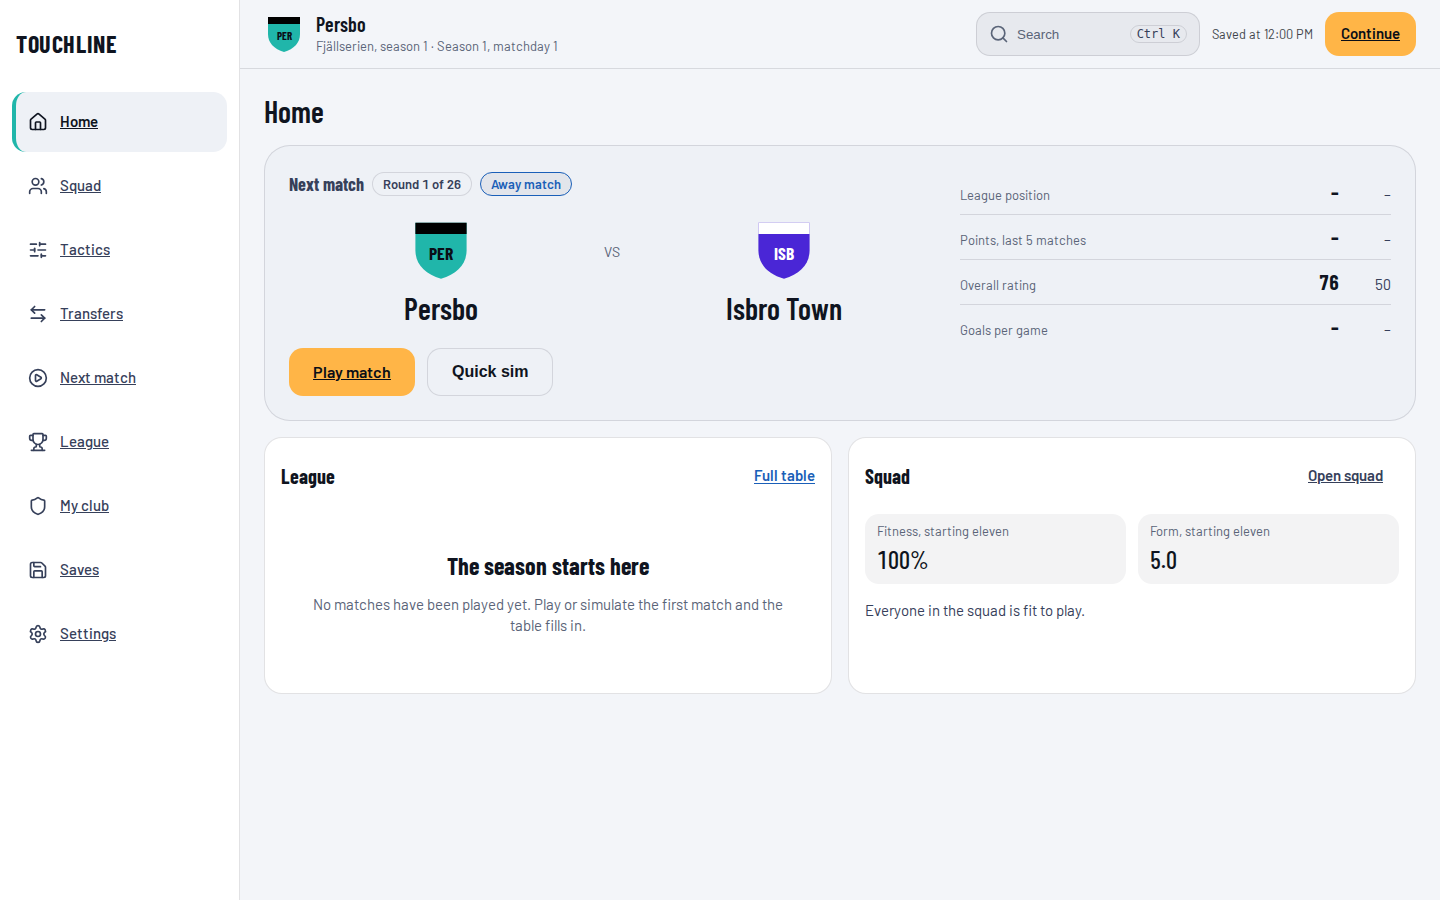 TOUCHLINE
Home
Squad
Tactics
Transfers
Next match
League
My club
Saves
Settings
PER
Persbo
Fjällserien, season 1 · Season 1, matchday 1
Search
Ctrl K
Saved at 12:00 PM
Continue
Home
Next match
Round 1 of 26
Away match
PER
Persbo
VS
ISB
Isbro Town
Play match
Quick sim
League position - –
Points, last 5 matches - –
Overall rating 76 50
Goals per game - –
League
Full table
The season starts here
No matches have been played yet. Play or simulate the first match and the
table fills in.
Squad
Open squad
Fitness, starting eleven
100%
Form, starting eleven
5.0
Everyone in the squad is fit to play.